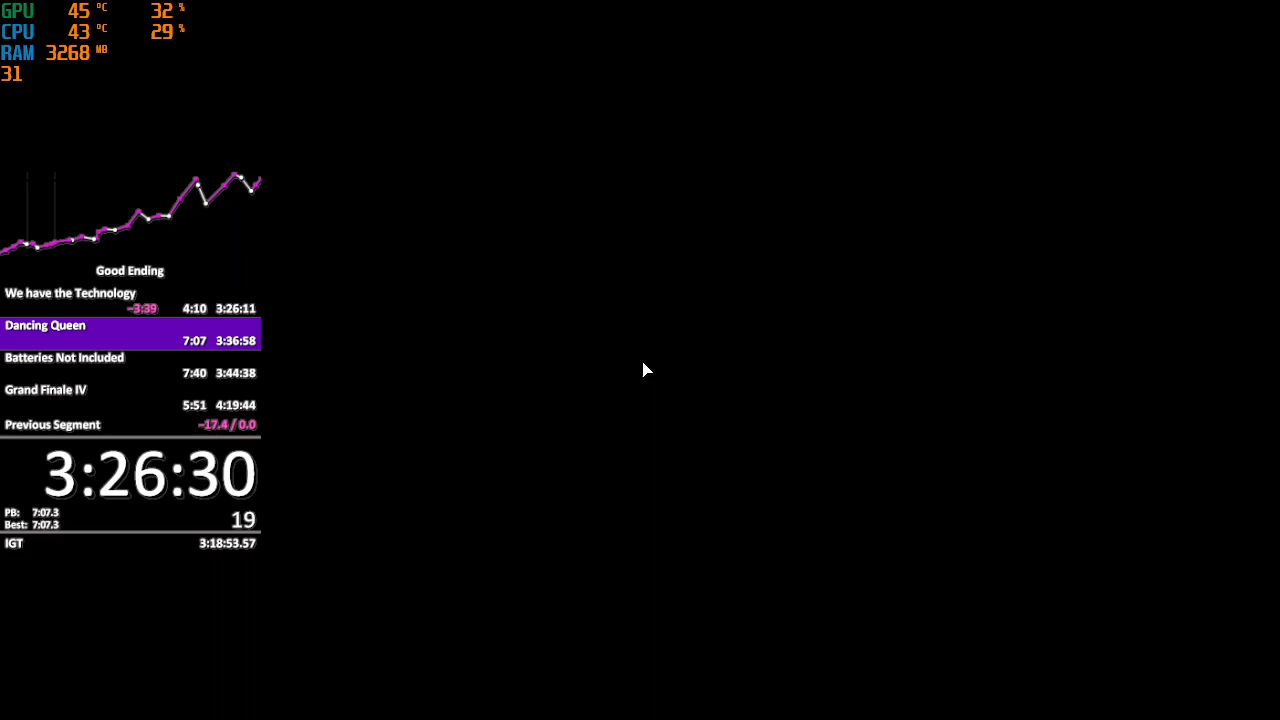 GPU 45 °C 32 %
CPU 43 °C 29 %
RAM 3268 MB
31
Good Ending
We have the Technology
-3:39 4:10 3:26:11
Dancing Queen
7:07 3:36:58
Batteries Not Included
7:40 3:44:38
Grand Finale IV
5:51 4:19:44
Previous Segment -17.4 / 0.0
3:26:30
PB: 7:07.3
Best: 7:07.3
19
IGT 3:18:53.57